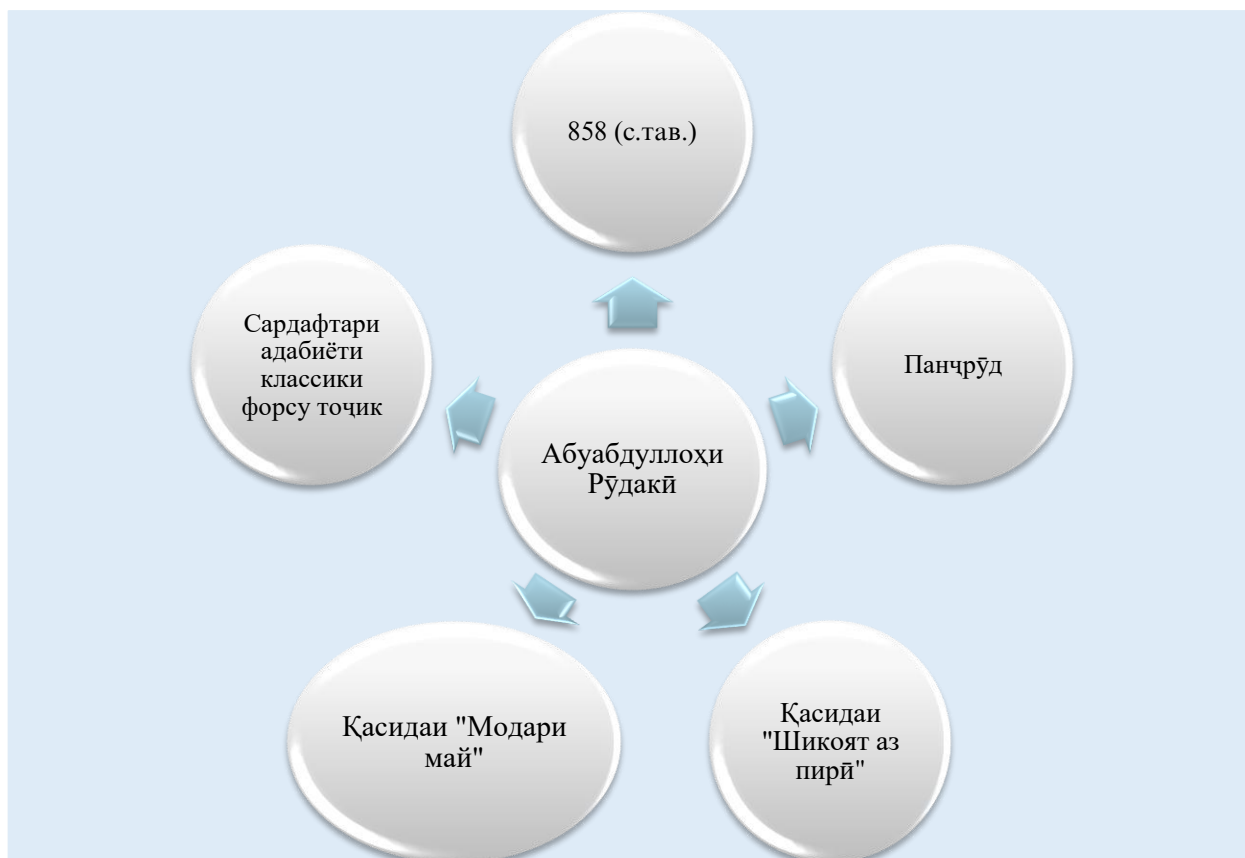 858 (с.тав.)
Сардафтари
адабиёти
классики
форсу тоҷик
Панҷрӯд
Абуабдуллоҳи
Рӯдакӣ
Қасидаи "Модари
май"
Қасидаи
"Шикоят аз
пирӣ"